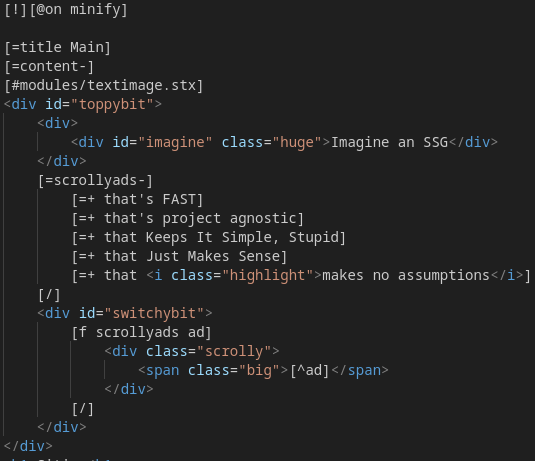 [!][@on minify]
[=title Main]
[=content-]
[#modules/textimage.stx]
<div id="toppybit">
<div>
<div id="imagine" class="huge">Imagine an SSG</div>
</div>
[=scrollyads-]
[=+ that's FAST]
[=+ that's project agnostic]
[=+ that Keeps It Simple, Stupid]
[=+ that Just Makes Sense]
[=+ that <i class="highlight">makes no assumptions</i>]
[/]
<div id="switchybit">
[f scrollyads ad]
<div class="scrolly">
<span class="big">[^ad]</span>
</div>
[/]
</div>
</div>